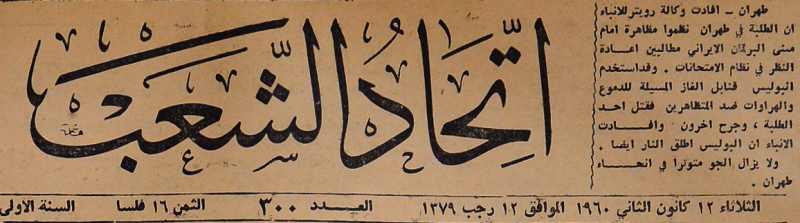 اتحاد الشعب
طهران – افادت وكالة رويتر للانباء
ان الطلبة في طهران نظموا مظاهرة امام
مبنى البرلمان الايراني مطالبين اعادة
النظر في نظام الامتحانات . وقداستخدم
البوليس قنابل الغاز المسيلة للدموع
والهراوات ضد المتظاهرين فقتل احد
الطلبة ، وجرح اخرون . وافادت
الانباء ان البوليس اطلق النار ايضا .
ولا يزال الجو متوترا في انحاء
طهران .
الثلاثاء ١٢ كانون الثاني ١٩٦٠ الموافق ١٢ رجب ١٣٧٩ العدد ٣٠٠ الثمن ١٦ فلسا السنة الاولى